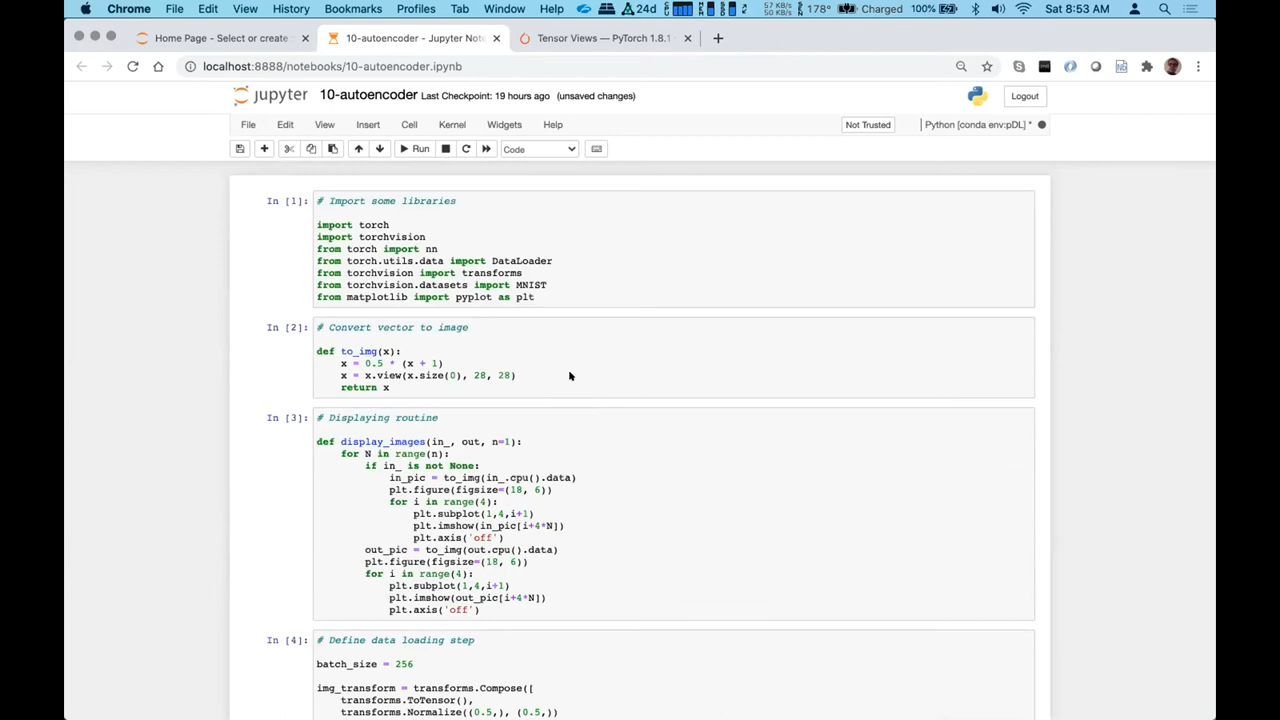 Chrome File Edit View History Bookmarks Profiles Tab Window Help 24d 57 KB/s 50 KB/s 178° Charged 100% Sat 8:53 AM
Home Page - Select or create 10-autoencoder - Jupyter Not Tensor Views — PyTorch 1.8.1
localhost:8888/notebooks/10-autoencoder.ipynb
jupyter 10-autoencoder Last Checkpoint: 19 hours ago (unsaved changes) Logout
File Edit View Insert Cell Kernel Widgets Help Not Trusted Python [conda env:pDL] *
Run Code
In [1]: # Import some libraries
import torch
import torchvision
from torch import nn
from torch.utils.data import DataLoader
from torchvision import transforms
from torchvision.datasets import MNIST
from matplotlib import pyplot as plt
In [2]: # Convert vector to image
def to_img(x):
x = 0.5 * (x + 1)
x = x.view(x.size(0), 28, 28)
return x
In [3]: # Displaying routine
def display_images(in_, out, n=1):
for N in range(n):
if in_ is not None:
in_pic = to_img(in_.cpu().data)
plt.figure(figsize=(18, 6))
for i in range(4):
plt.subplot(1,4,i+1)
plt.imshow(in_pic[i+4*N])
plt.axis('off')
out_pic = to_img(out.cpu().data)
plt.figure(figsize=(18, 6))
for i in range(4):
plt.subplot(1,4,i+1)
plt.imshow(out_pic[i+4*N])
plt.axis('off')
In [4]: # Define data loading step
batch_size = 256
img_transform = transforms.Compose([
transforms.ToTensor(),
transforms.Normalize((0.5,), (0.5,))